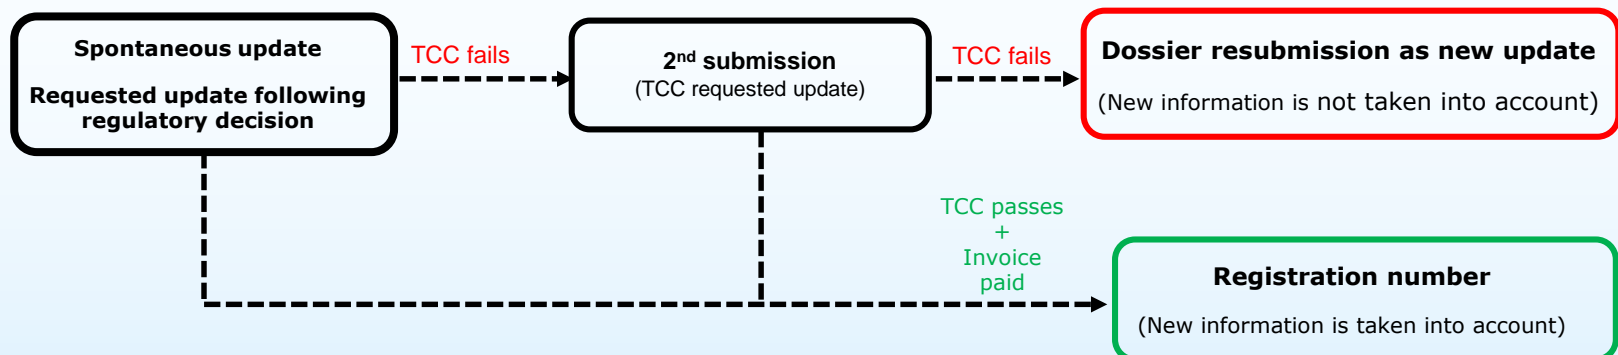 Spontaneous update
Requested update following
regulatory decision
TCC fails
2nd submission
(TCC requested update)
TCC fails
Dossier resubmission as new update
(New information is not taken into account)
TCC passes
+
Invoice
paid
Registration number
(New information is taken into account)